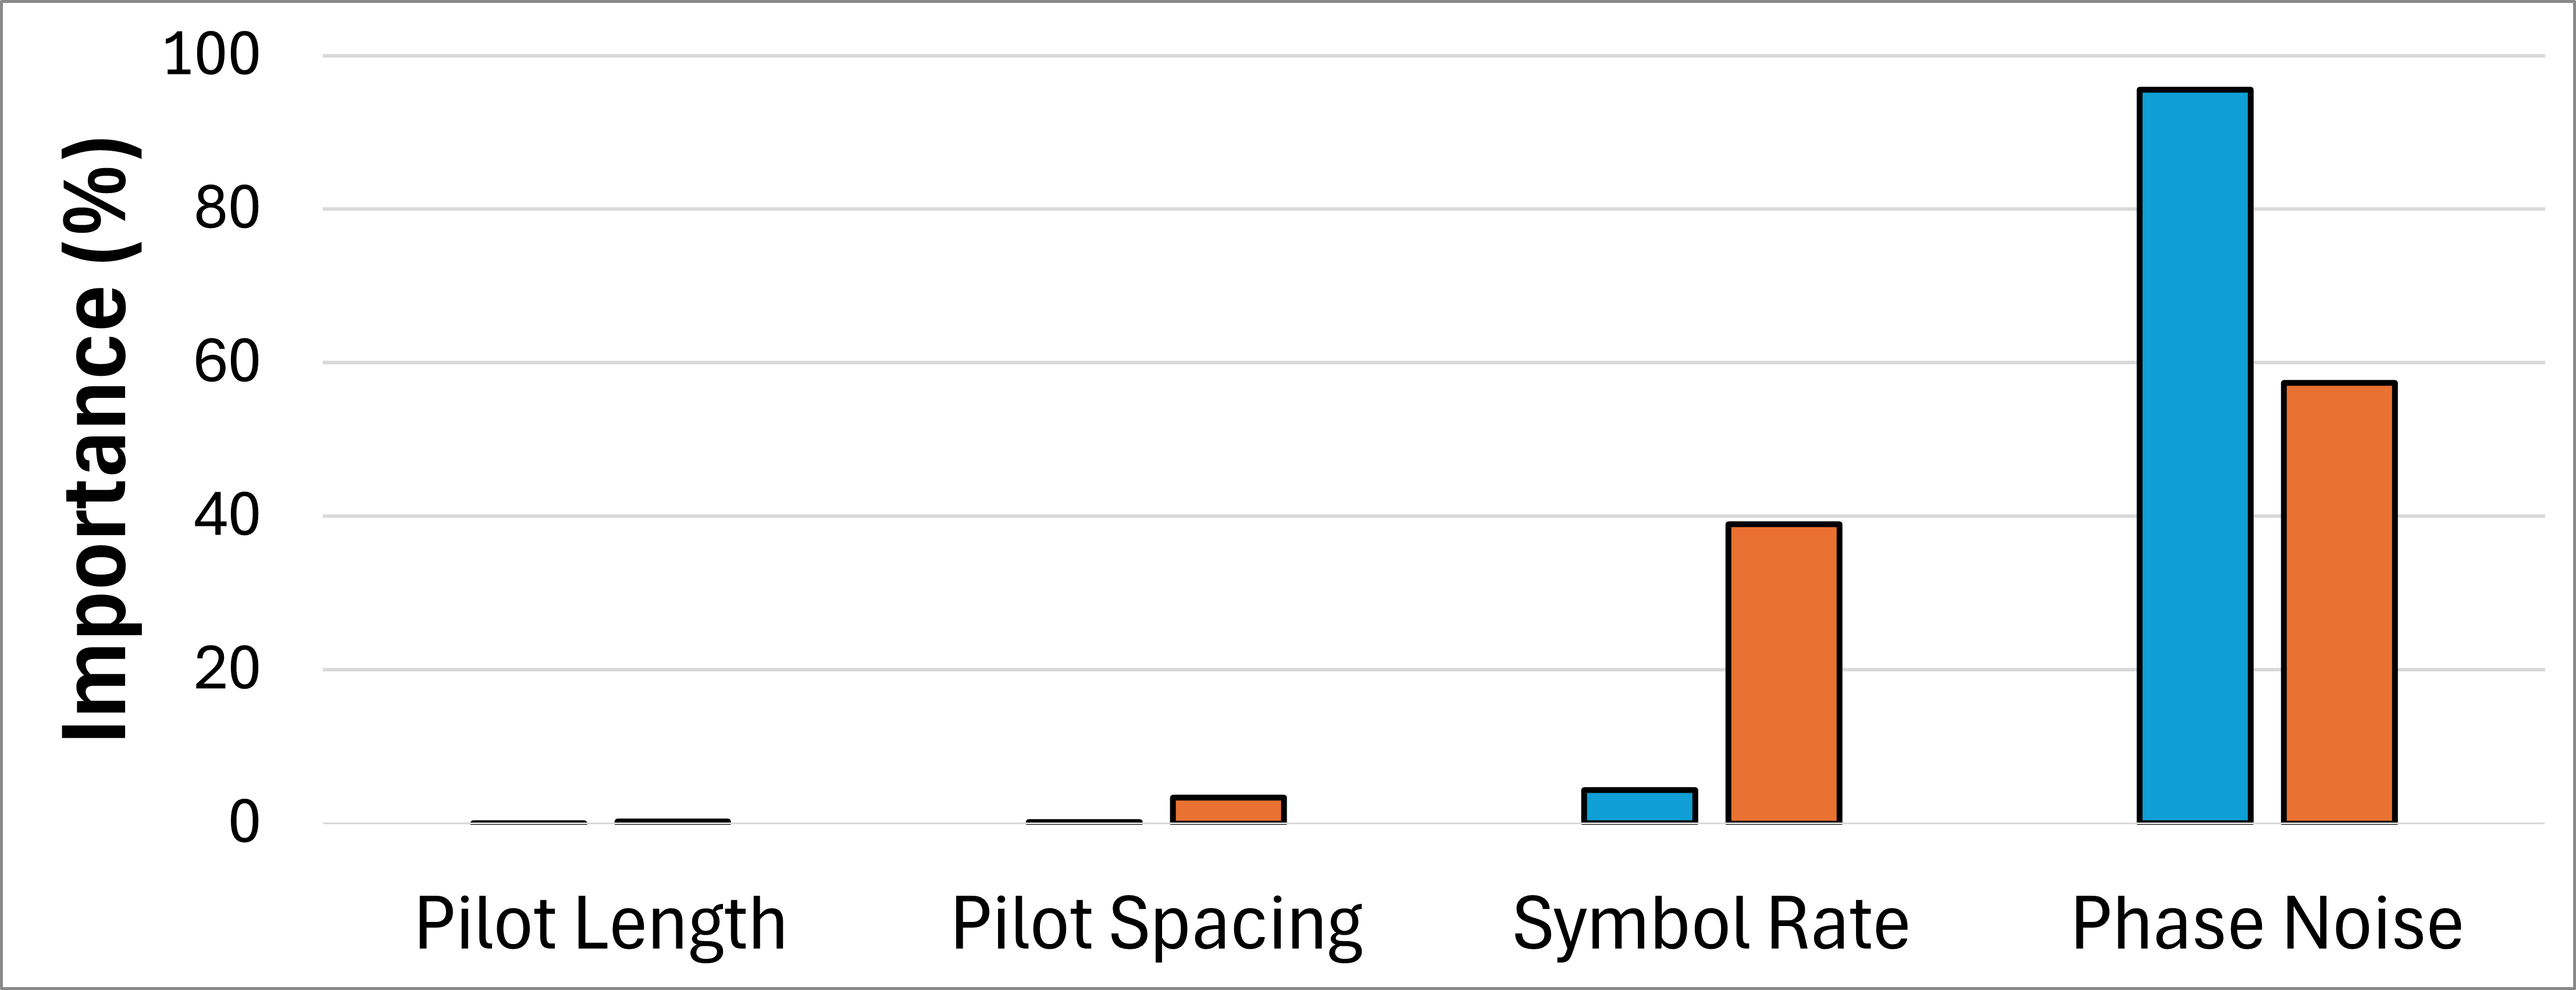 Importance (%)
100
80
60
40
20
0
Pilot Length
Pilot Spacing
Symbol Rate
Phase Noise